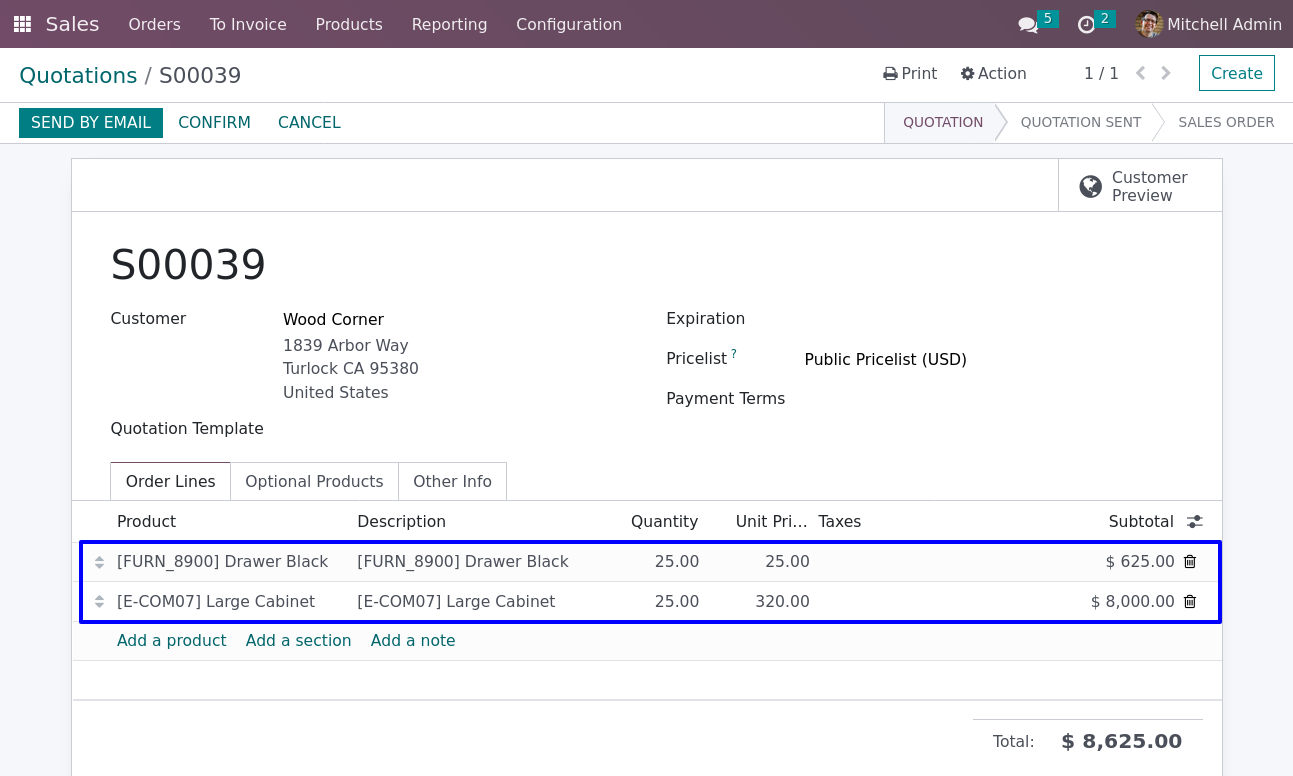 Sales Orders To Invoice Products Reporting Configuration 5 2 Mitchell Admin
Quotations / S00039 Print Action 1 / 1 Create
SEND BY EMAIL CONFIRM CANCEL QUOTATION QUOTATION SENT SALES ORDER
Customer
Preview
S00039
Customer Wood Corner Expiration
1839 Arbor Way
Turlock CA 95380
United States
Pricelist ? Public Pricelist (USD)
Payment Terms
Quotation Template
Order Lines Optional Products Other Info
Product Description Quantity Unit Pri... Taxes Subtotal
[FURN_8900] Drawer Black [FURN_8900] Drawer Black 25.00 25.00 $ 625.00
[E-COM07] Large Cabinet [E-COM07] Large Cabinet 25.00 320.00 $ 8,000.00
Add a product Add a section Add a note
Total: $ 8,625.00